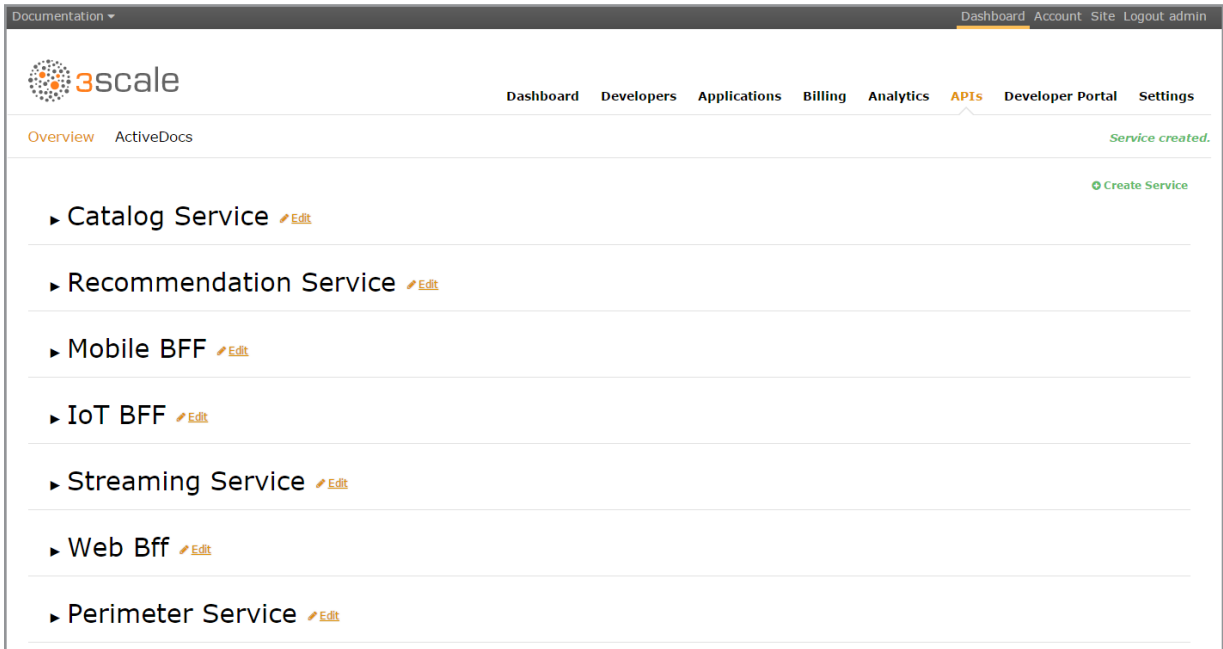 Documentation
Dashboard Account Site Logout admin
3scale
Dashboard Developers Applications Billing Analytics APIs Developer Portal Settings
Overview ActiveDocs
Service created.
Create Service
Catalog Service Edit
Recommendation Service Edit
Mobile BFF Edit
IoT BFF Edit
Streaming Service Edit
Web Bff Edit
Perimeter Service Edit